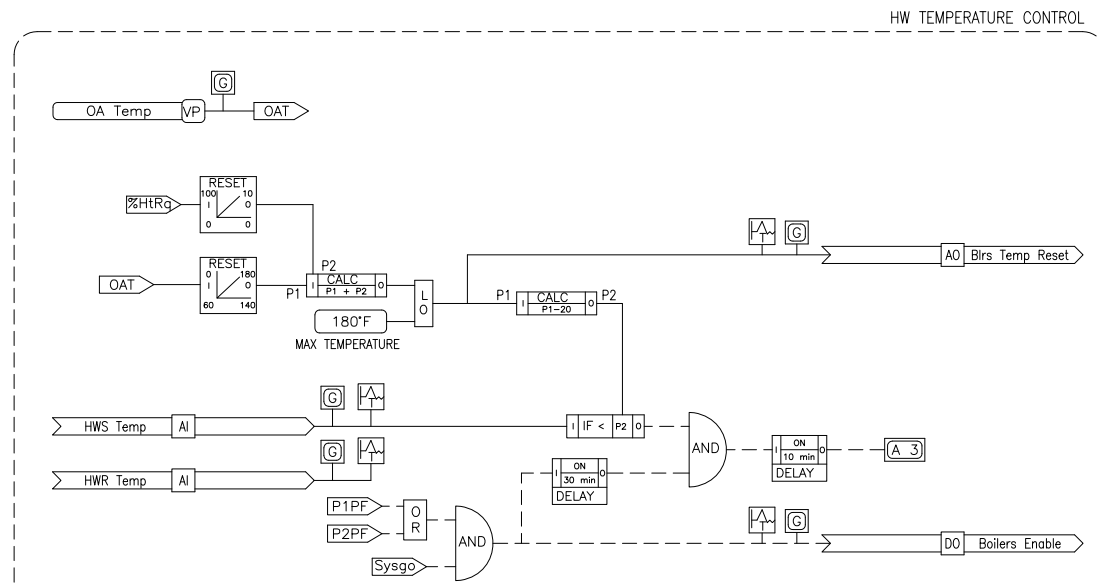 HW TEMPERATURE CONTROL
G
OA Temp VP OAT
RESET
100 10
%HtRq I O
0 0
RESET
0 180
OAT I O
60 140
P2
P1 I CALC O
P1 + P2
LO
180°F
MAX TEMPERATURE
P1 I CALC O P2
P1-20
T G
AO Blrs Temp Reset
G T
HWS Temp AI
I IF < P2 O
AND
ON
I 10 min O
DELAY
A 3
G T
HWR Temp AI
ON
I 30 min O
DELAY
P1PF
OR
P2PF
AND
Sysgo
T G
DO Boilers Enable